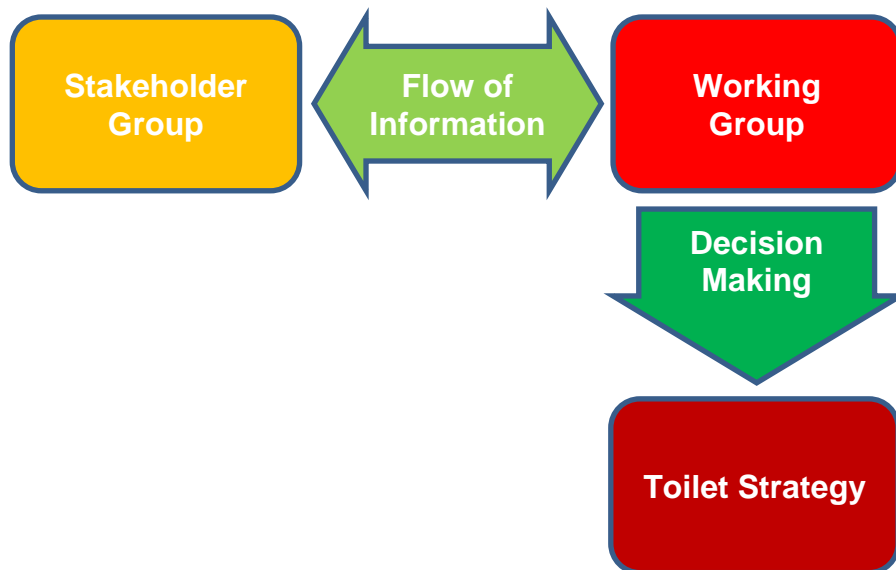 Stakeholder
Group
Flow of
Information
Working
Group
Decision
Making
Toilet Strategy